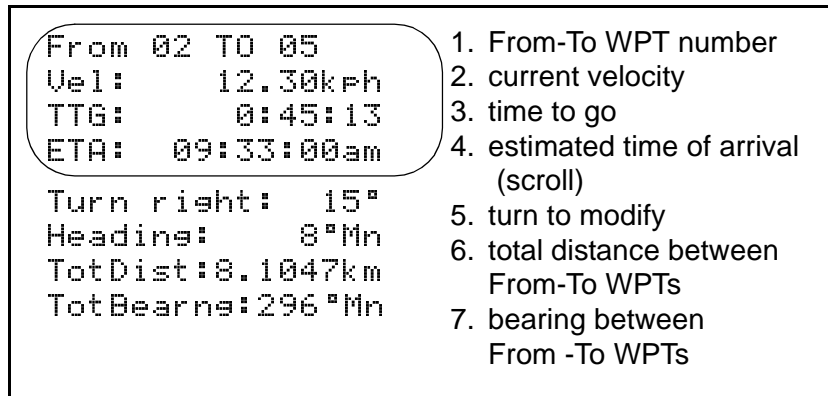 From 02 TO 05
Vel: 12.30kph
TTG: 0:45:13
ETA: 09:33:00am
Turn right: 15°
Heading: 8°Mn
TotDist:8.1047km
TotBearng:296°Mn
1. From-To WPT number
2. current velocity
3. time to go
4. estimated time of arrival
(scroll)
5. turn to modify
6. total distance between
From-To WPTs
7. bearing between
From -To WPTs